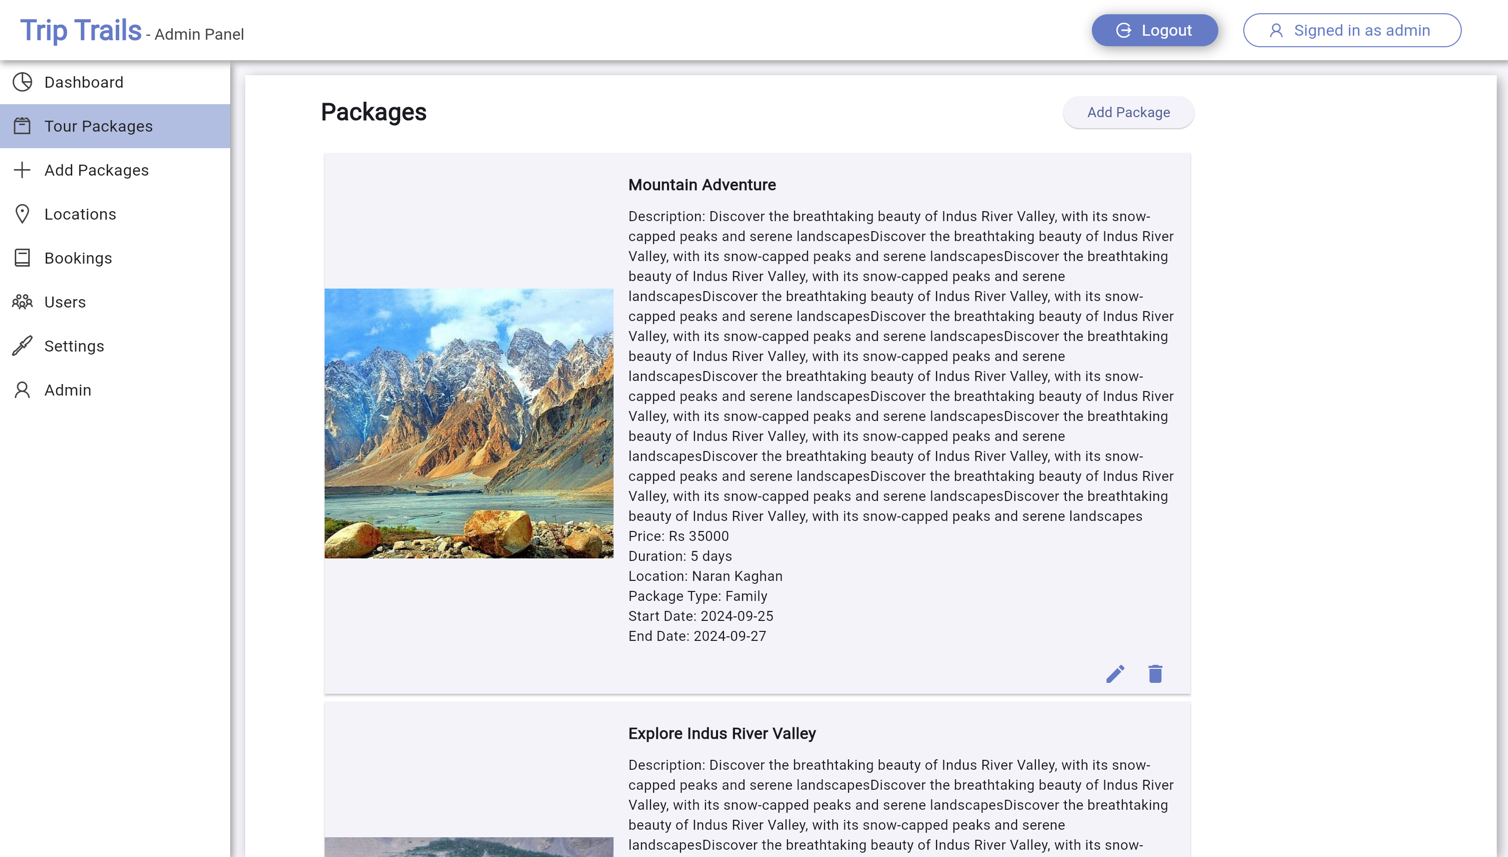 Trip Trails - Admin Panel
Logout
Signed in as admin
Dashboard
Tour Packages
Add Packages
Locations
Bookings
Users
Settings
Admin
Packages
Add Package
Mountain Adventure
Description: Discover the breathtaking beauty of Indus River Valley, with its snow-
capped peaks and serene landscapesDiscover the breathtaking beauty of Indus River
Valley, with its snow-capped peaks and serene landscapesDiscover the breathtaking
beauty of Indus River Valley, with its snow-capped peaks and serene
landscapesDiscover the breathtaking beauty of Indus River Valley, with its snow-
capped peaks and serene landscapesDiscover the breathtaking beauty of Indus River
Valley, with its snow-capped peaks and serene landscapesDiscover the breathtaking
beauty of Indus River Valley, with its snow-capped peaks and serene
landscapesDiscover the breathtaking beauty of Indus River Valley, with its snow-
capped peaks and serene landscapesDiscover the breathtaking beauty of Indus River
Valley, with its snow-capped peaks and serene landscapesDiscover the breathtaking
beauty of Indus River Valley, with its snow-capped peaks and serene
landscapesDiscover the breathtaking beauty of Indus River Valley, with its snow-
capped peaks and serene landscapesDiscover the breathtaking beauty of Indus River
Valley, with its snow-capped peaks and serene landscapesDiscover the breathtaking
beauty of Indus River Valley, with its snow-capped peaks and serene landscapes
Price: Rs 35000
Duration: 5 days
Location: Naran Kaghan
Package Type: Family
Start Date: 2024-09-25
End Date: 2024-09-27
Explore Indus River Valley
Description: Discover the breathtaking beauty of Indus River Valley, with its snow-
capped peaks and serene landscapesDiscover the breathtaking beauty of Indus River
Valley, with its snow-capped peaks and serene landscapesDiscover the breathtaking
beauty of Indus River Valley, with its snow-capped peaks and serene
landscapesDiscover the breathtaking beauty of Indus River Valley, with its snow-